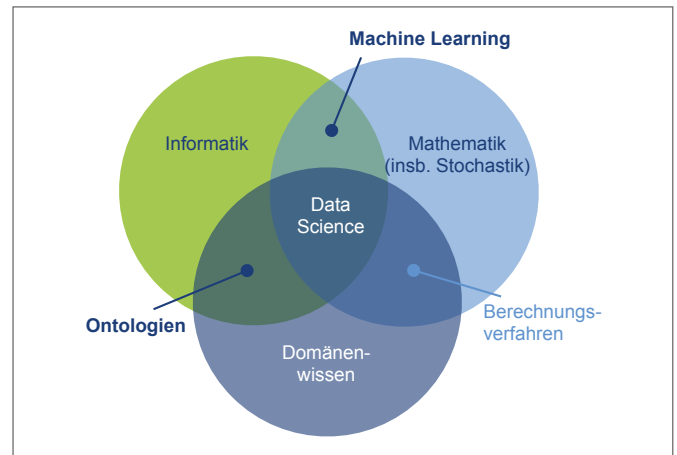 Machine Learning
Informatik
Mathematik
(insb. Stochastik)
Data
Science
Ontologien
Berechnungs-
verfahren
Domänen-
wissen